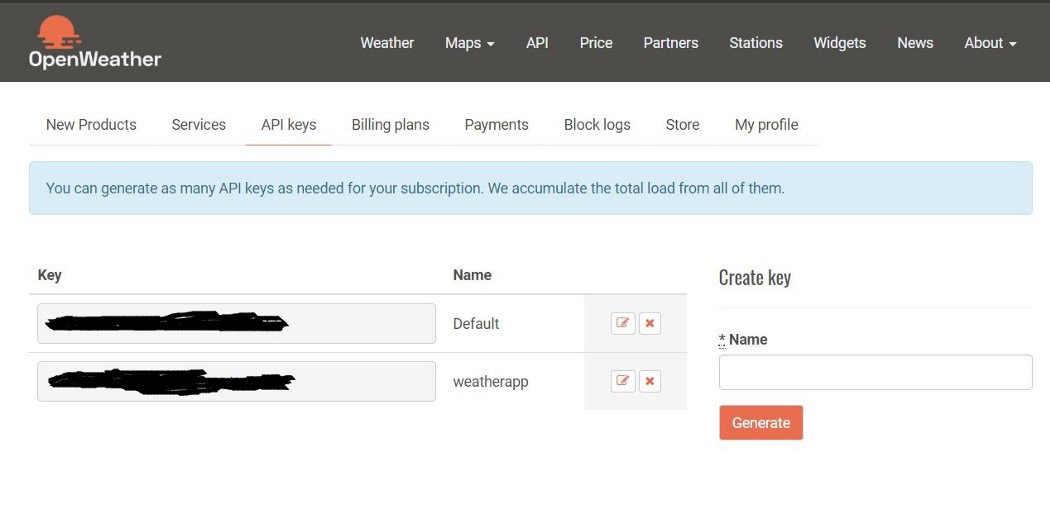 OpenWeather
Weather Maps API Price Partners Stations Widgets News About
New Products Services API keys Billing plans Payments Block logs Store My profile
You can generate as many API keys as needed for your subscription. We accumulate the total load from all of them.
Key Name
Default
weatherapp
Create key
* Name
Generate